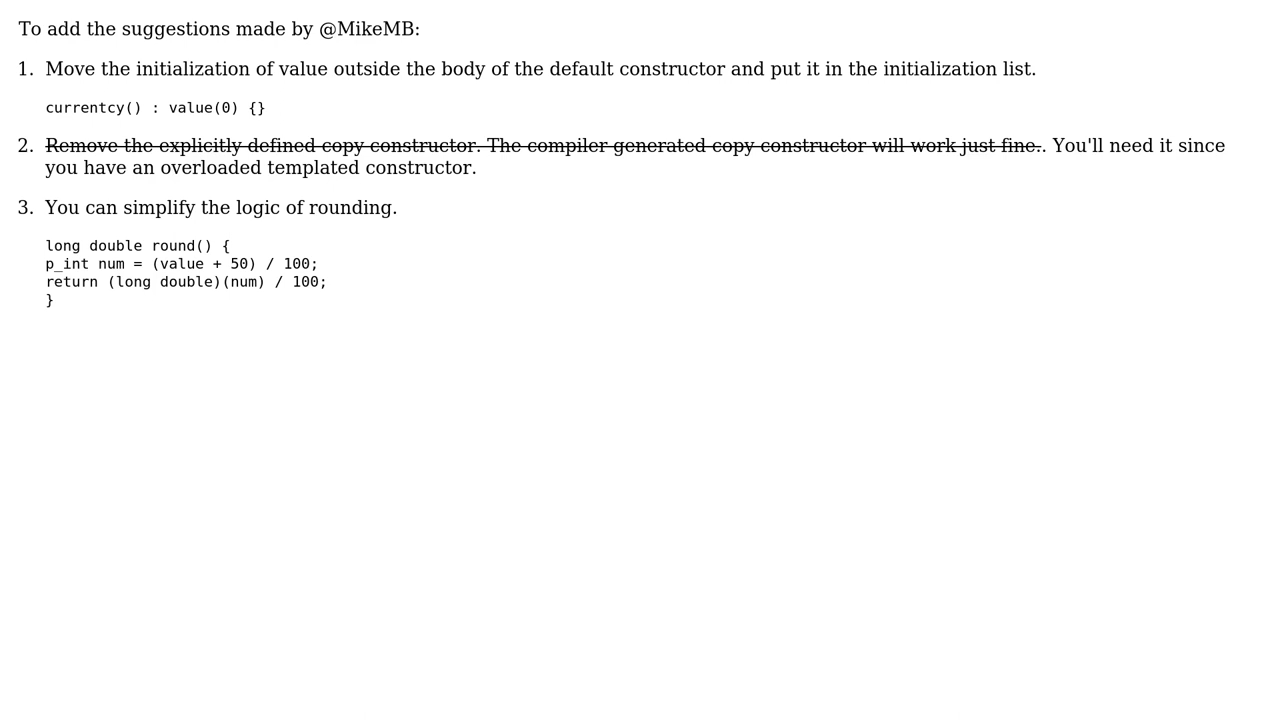 To add the suggestions made by @MikeMB:
1. Move the initialization of value outside the body of the default constructor and put it in the initialization list.
currentcy() : value(0) {}
2. Remove the explicitly defined copy constructor. The compiler generated copy constructor will work just fine.. You'll need it since
you have an overloaded templated constructor.
3. You can simplify the logic of rounding.
long double round() {
p_int num = (value + 50) / 100;
return (long double)(num) / 100;
}